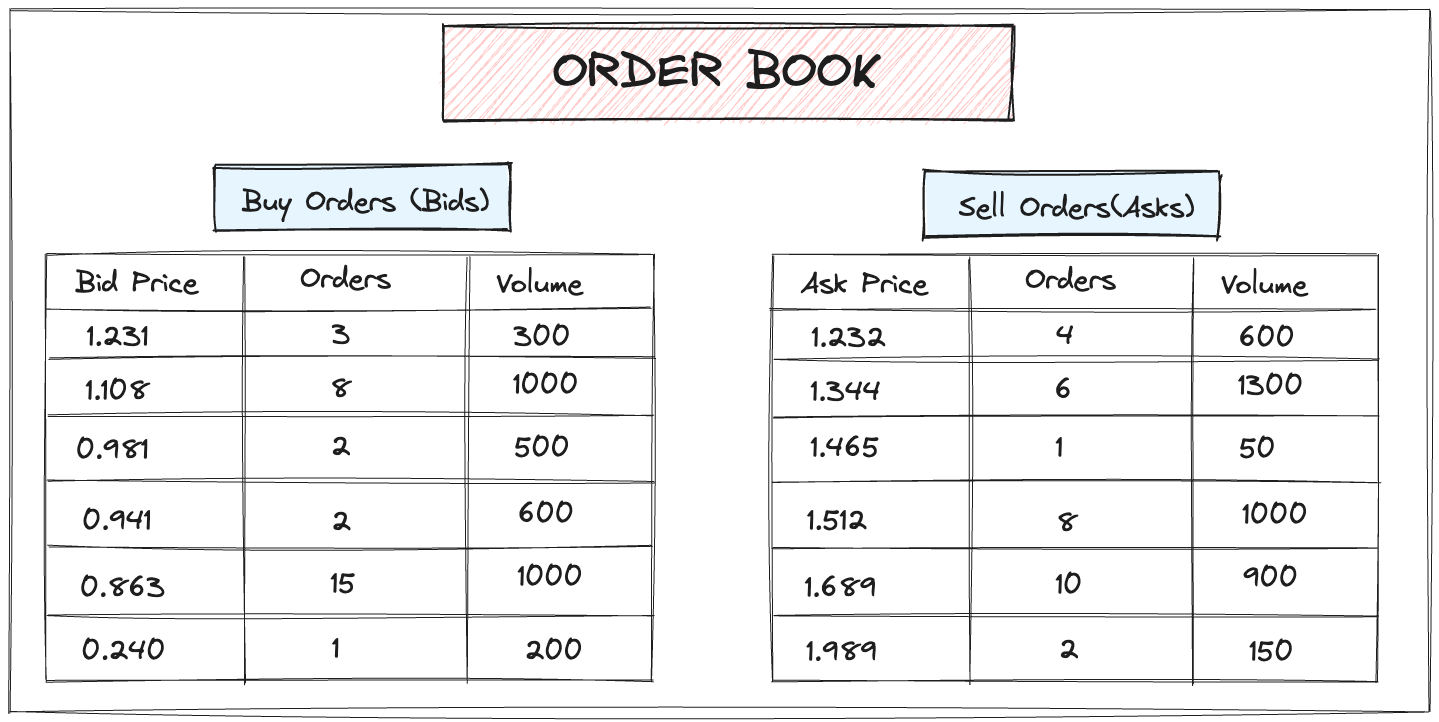 ORDER BOOK
Buy Orders (Bids)
Bid Price Orders Volume
1.231 3 300
1.108 8 1000
0.981 2 500
0.941 2 600
0.863 15 1000
0.240 1 200
Sell Orders(Asks)
Ask Price Orders Volume
1.232 4 600
1.344 6 1300
1.465 1 50
1.512 8 1000
1.689 10 900
1.989 2 150